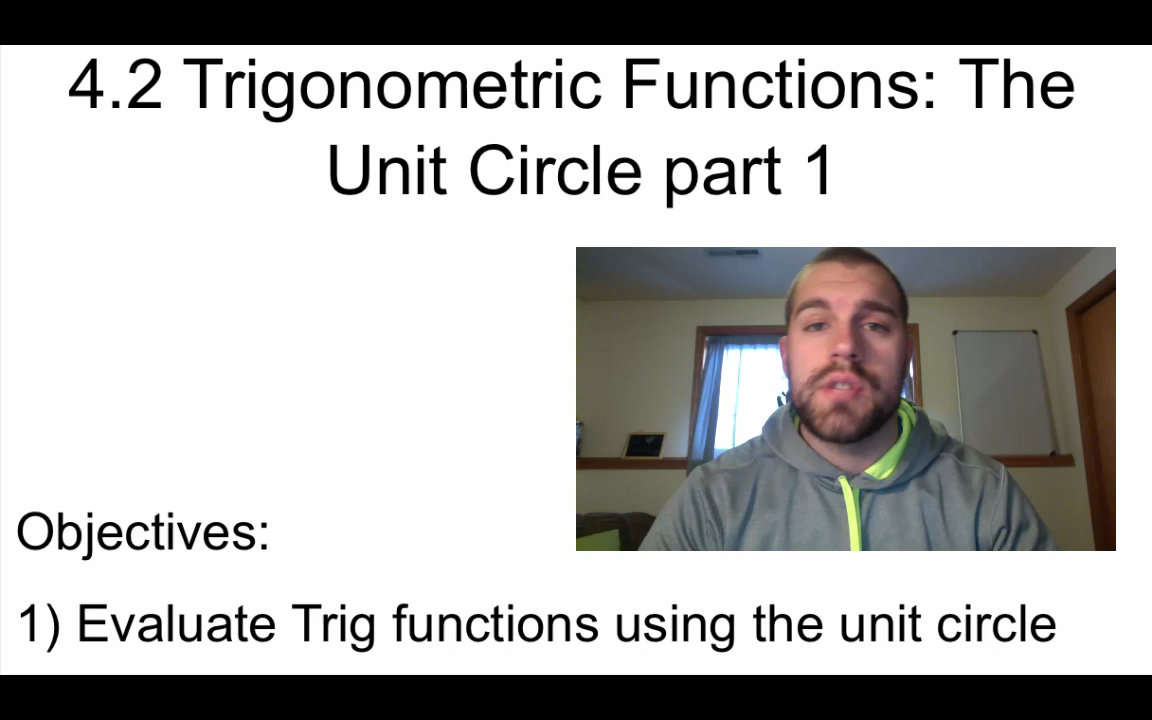 4.2 Trigonometric Functions: The
Unit Circle part 1
Objectives:
1) Evaluate Trig functions using the unit circle